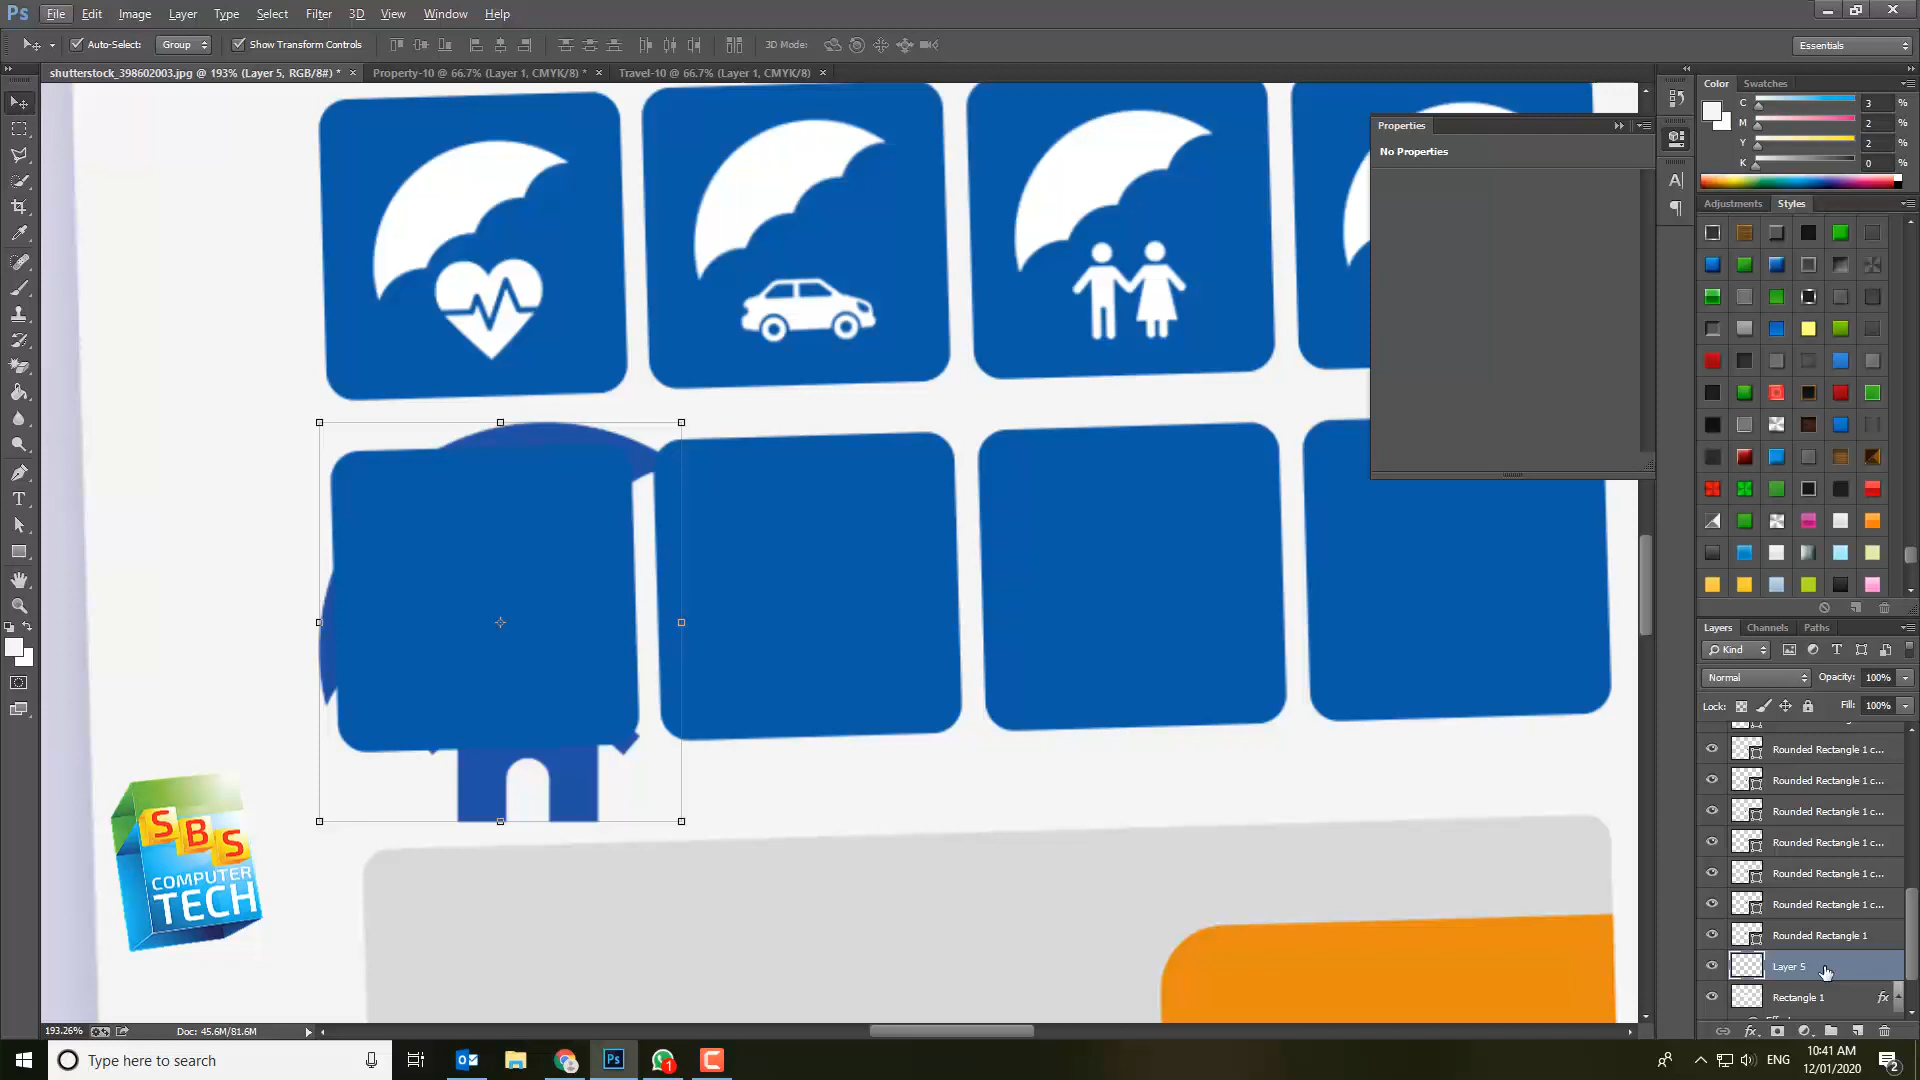 Ps File Edit Image Layer Type Select Filter 3D View Window Help
Auto-Select: Group Show Transform Controls 3D Mode: Essentials
shutterstock_398602003.jpg @ 193% (Layer 5, RGB/8#) * × Property-10 @ 66.7% (Layer 1, CMYK/8) * × Travel-10 @ 66.7% (Layer 1, CMYK/8) ×
Color Swatches
C 3 %
M 2 %
Y 2 %
K 0 %
Properties
No Properties
Adjustments Styles
Layers Channels Paths
Kind
Normal Opacity: 100%
Lock: Fill: 100%
Rounded Rectangle 1 c...
Rounded Rectangle 1 c...
Rounded Rectangle 1 c...
Rounded Rectangle 1 c...
Rounded Rectangle 1 c...
Rounded Rectangle 1 c...
Rounded Rectangle 1
Layer 5
Rectangle 1 fx
SBS
COMPUTER
TECH
193.26% Doc: 45.6M/81.6M
Type here to search
Ps
1
ENG
10:41 AM
12/01/2020
2